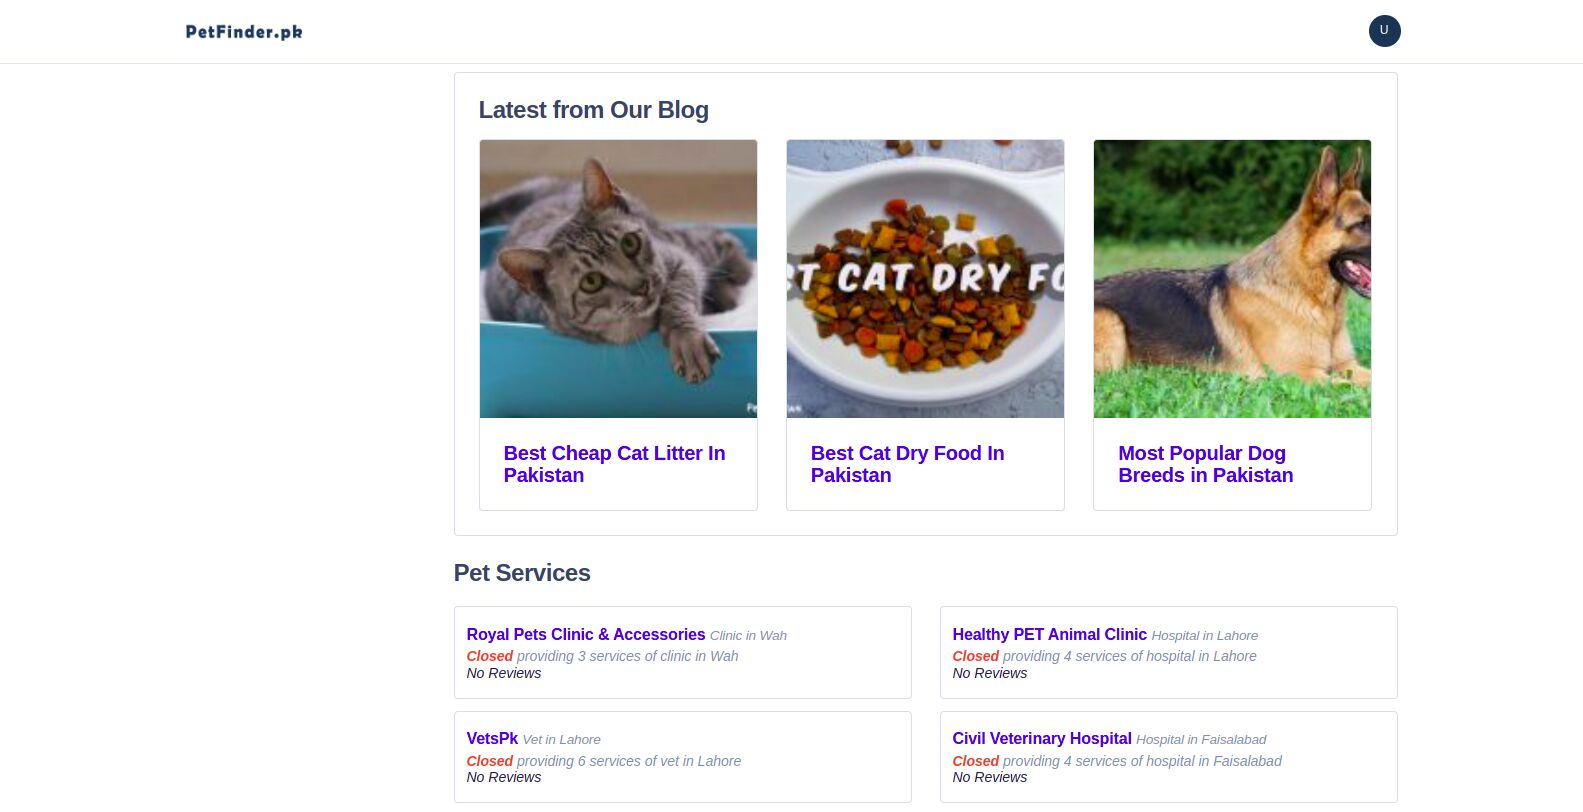 PetFinder.pk
U
Latest from Our Blog
ST CAT DRY FO
Best Cheap Cat Litter In
Pakistan
Best Cat Dry Food In
Pakistan
Most Popular Dog
Breeds in Pakistan
Pet Services
Royal Pets Clinic & Accessories Clinic in Wah
Closed providing 3 services of clinic in Wah
No Reviews
Healthy PET Animal Clinic Hospital in Lahore
Closed providing 4 services of hospital in Lahore
No Reviews
VetsPk Vet in Lahore
Closed providing 6 services of vet in Lahore
No Reviews
Civil Veterinary Hospital Hospital in Faisalabad
Closed providing 4 services of hospital in Faisalabad
No Reviews